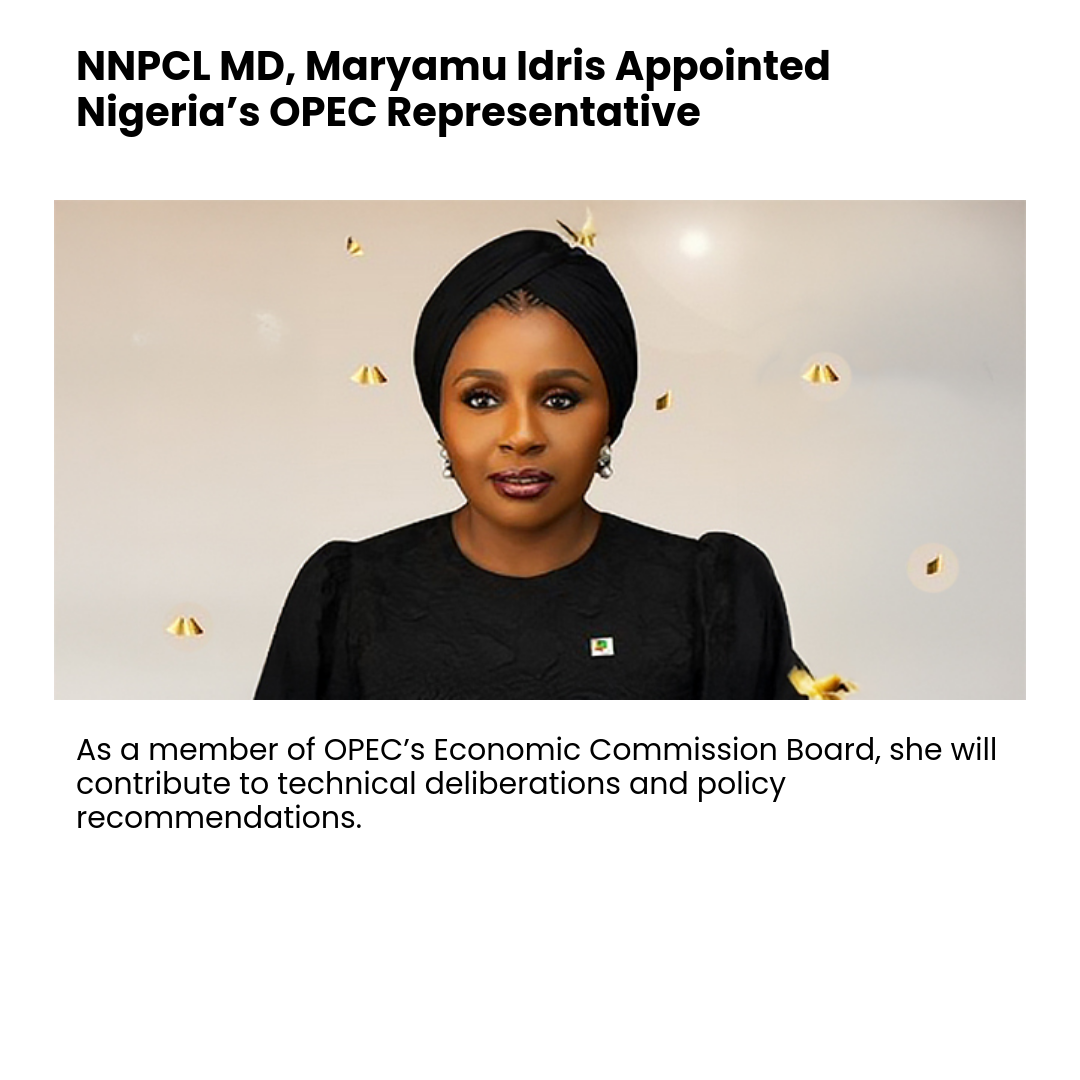 NNPCL MD, Maryamu Idris Appointed
Nigeria’s OPEC Representative
As a member of OPEC’s Economic Commission Board, she will
contribute to technical deliberations and policy
recommendations.